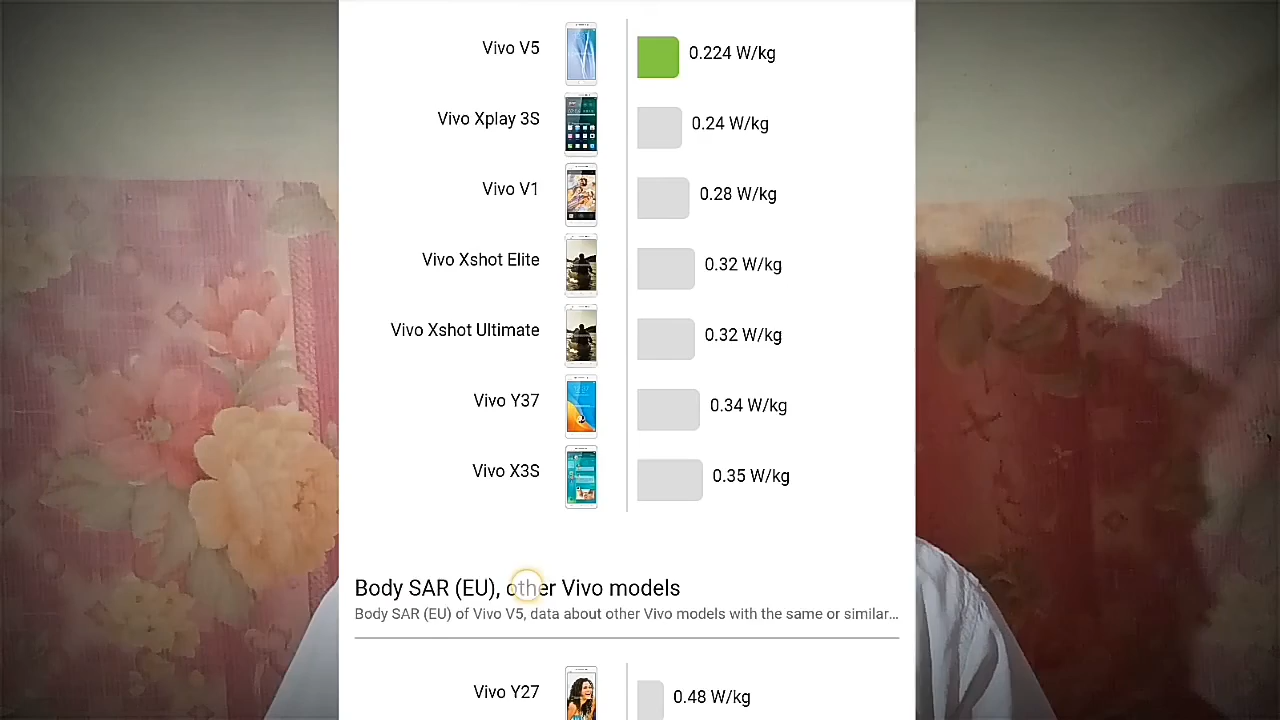 Vivo V5 0.224 W/kg
Vivo Xplay 3S 0.24 W/kg
Vivo V1 0.28 W/kg
Vivo Xshot Elite 0.32 W/kg
Vivo Xshot Ultimate 0.32 W/kg
Vivo Y37 0.34 W/kg
Vivo X3S 0.35 W/kg
Body SAR (EU), other Vivo models
Body SAR (EU) of Vivo V5, data about other Vivo models with the same or similar...
Vivo Y27 0.48 W/kg